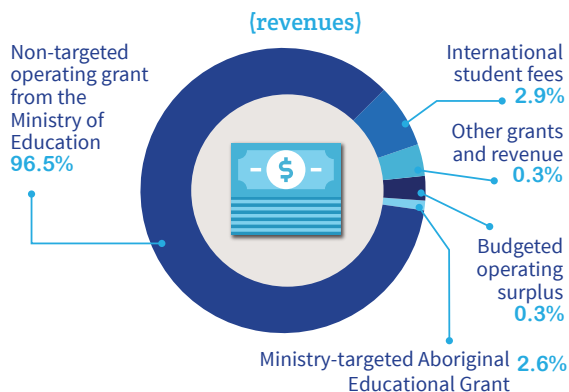 (revenues)
Non-targeted
operating grant
from the
Ministry of
Education
96.5%
International
student fees
2.9%
Other grants
and revenue
0.3%
Budgeted
operating
surplus
0.3%
Ministry-targeted Aboriginal 2.6%
Educational Grant
$